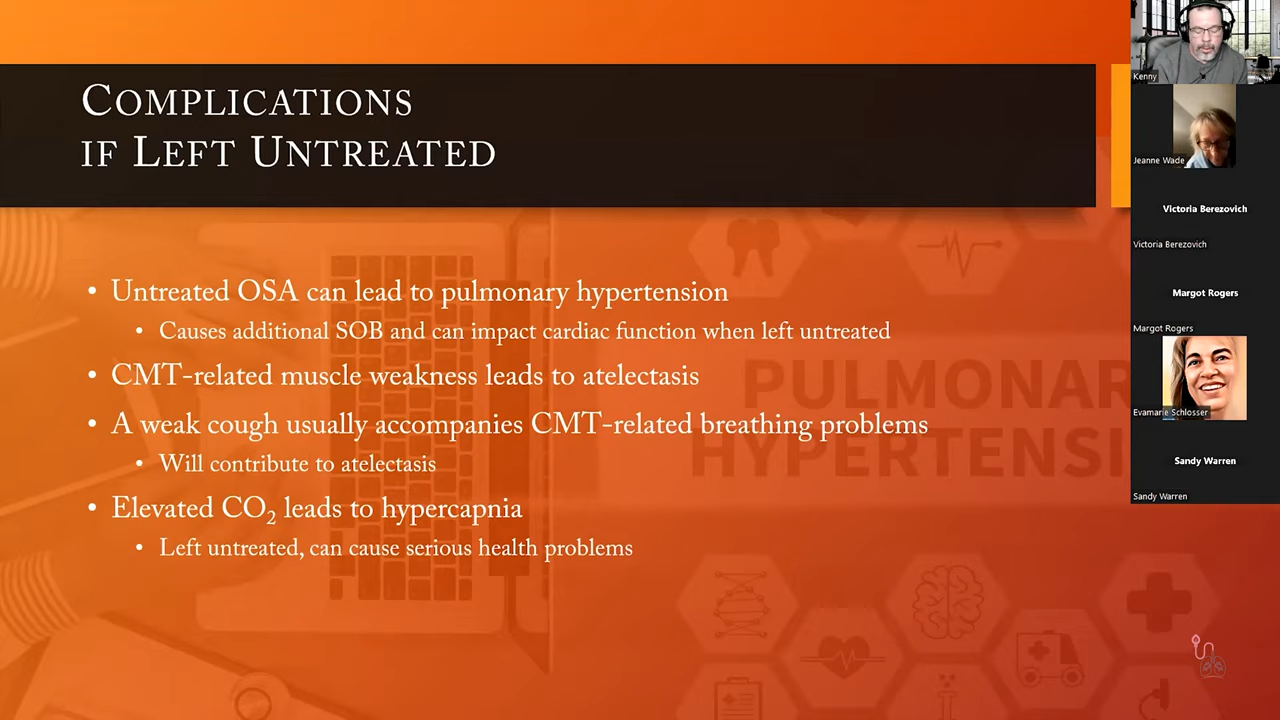 COMPLICATIONS
IF LEFT UNTREATED
• Untreated OSA can lead to pulmonary hypertension
• Causes additional SOB and can impact cardiac function when left untreated
• CMT-related muscle weakness leads to atelectasis
• A weak cough usually accompanies CMT-related breathing problems
• Will contribute to atelectasis
• Elevated CO₂ leads to hypercapnia
• Left untreated, can cause serious health problems
PULMONAR
HYPERTENSI
Kenny
Jeanne Wade
Victoria Berezovich
Victoria Berezovich
Margot Rogers
Margot Rogers
Evamarie Schlosser
Sandy Warren
Sandy Warren